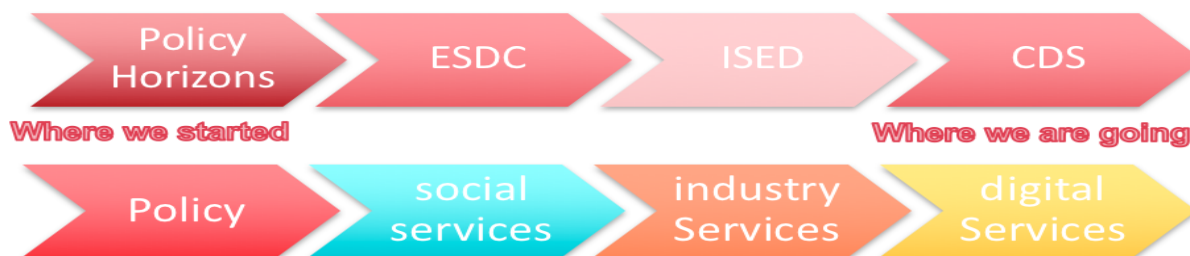 Policy
Horizons
ESDC
ISED
CDS
Where we started
Where we are going
Policy
social
services
industry
Services
digital
Services